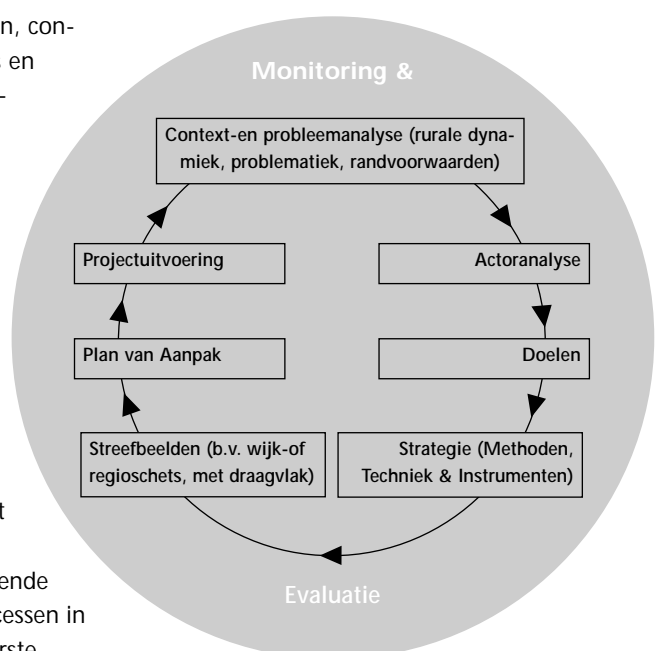 n, con-
en
-
Monitoring &
Context-en probleemanalyse (rurale dyna-
miek, problematiek, randvoorwaarden)
Projectuitvoering
Actoranalyse
Plan van Aanpak
Doelen
Streefbeelden (b.v. wijk-of
regioschets, met draagvlak)
Strategie (Methoden,
Techniek & Instrumenten)
t
ende
Evaluatie
cessen in
rste